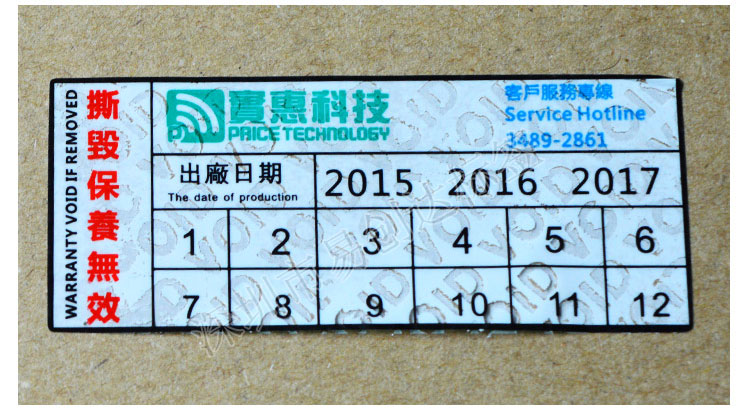 WARRANTY VOID IF REMOVED
撕毀保養無效
實惠科技
PRICE TECHNOLOGY
客戶服務專線
Service Hotline
3489-2861
出廠日期
The date of production
2015 2016 2017
1 2 3 4 5 6
7 8 9 10 11 12
VOID